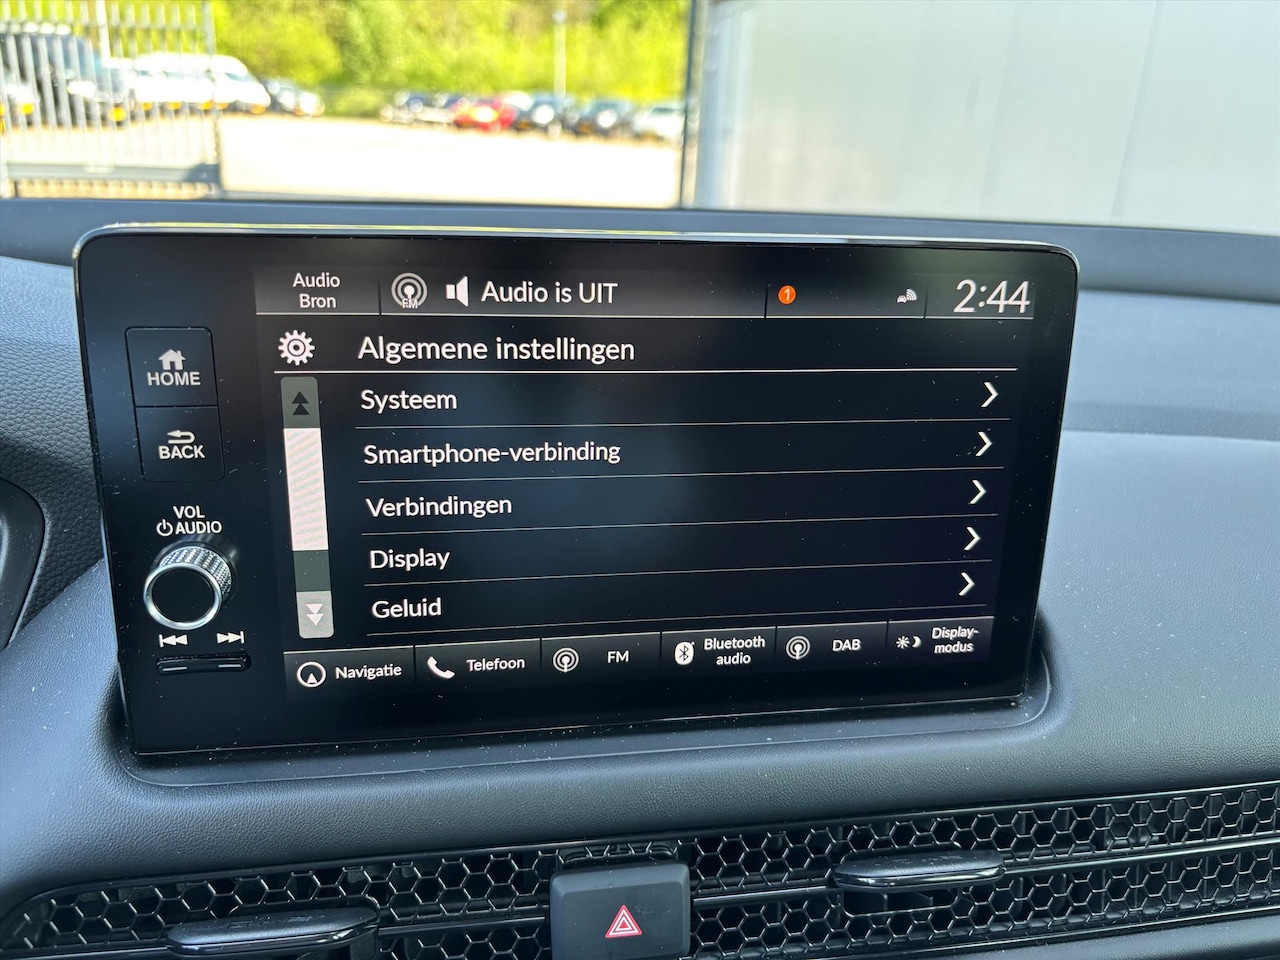 Audio
Bron
FM
Audio is UIT
1
2:44
HOME
BACK
VOL
AUDIO
Algemene instellingen
Systeem
Smartphone-verbinding
Verbindingen
Display
Geluid
Navigatie
Telefoon
FM
Bluetooth
audio
DAB
Display-
modus